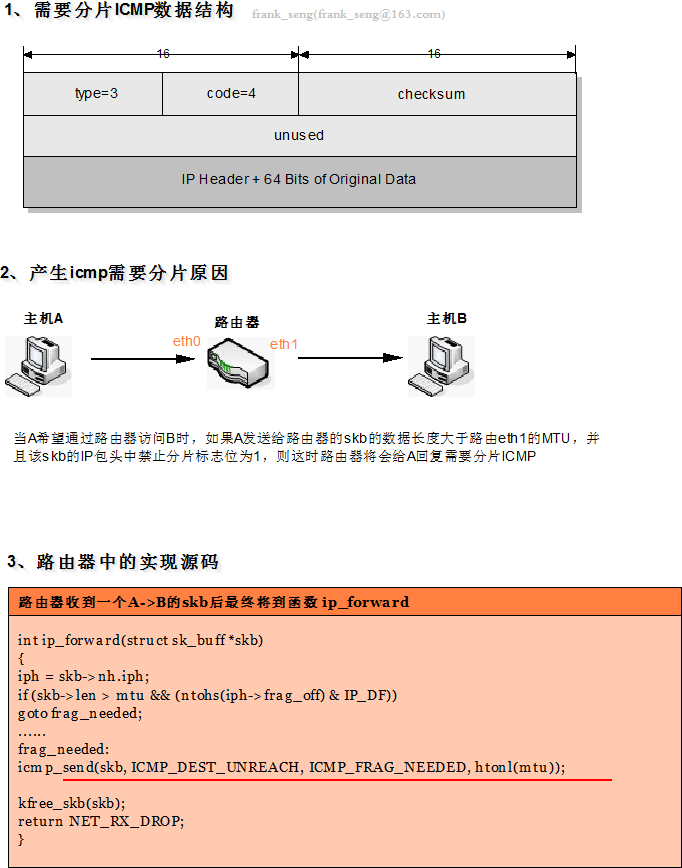 1、需要分片ICMP数据结构
frank_seng(frank_seng@163.com)
16
16
type=3
code=4
checksum
unused
IP Header + 64 Bits of Original Data
2、产生icmp需要分片原因
主机A
路由器
主机B
eth0
eth1
当A希望通过路由器访问B时，如果A发送给路由器的skb的数据长度大于路由eth1的MTU，并
且该skb的IP包头中禁止分片标志位为1，则这时路由器将会给A回复需要分片ICMP
3、路由器中的实现源码
路由器收到一个A->B的skb后最终将到函数 ip_forward
int ip_forward(struct sk_buff *skb)
{
iph = skb->nh.iph;
if (skb->len > mtu && (ntohs(iph->frag_off) & IP_DF))
goto frag_needed;
......
frag_needed:
icmp_send(skb, ICMP_DEST_UNREACH, ICMP_FRAG_NEEDED, htonl(mtu));
kfree_skb(skb);
return NET_RX_DROP;
}